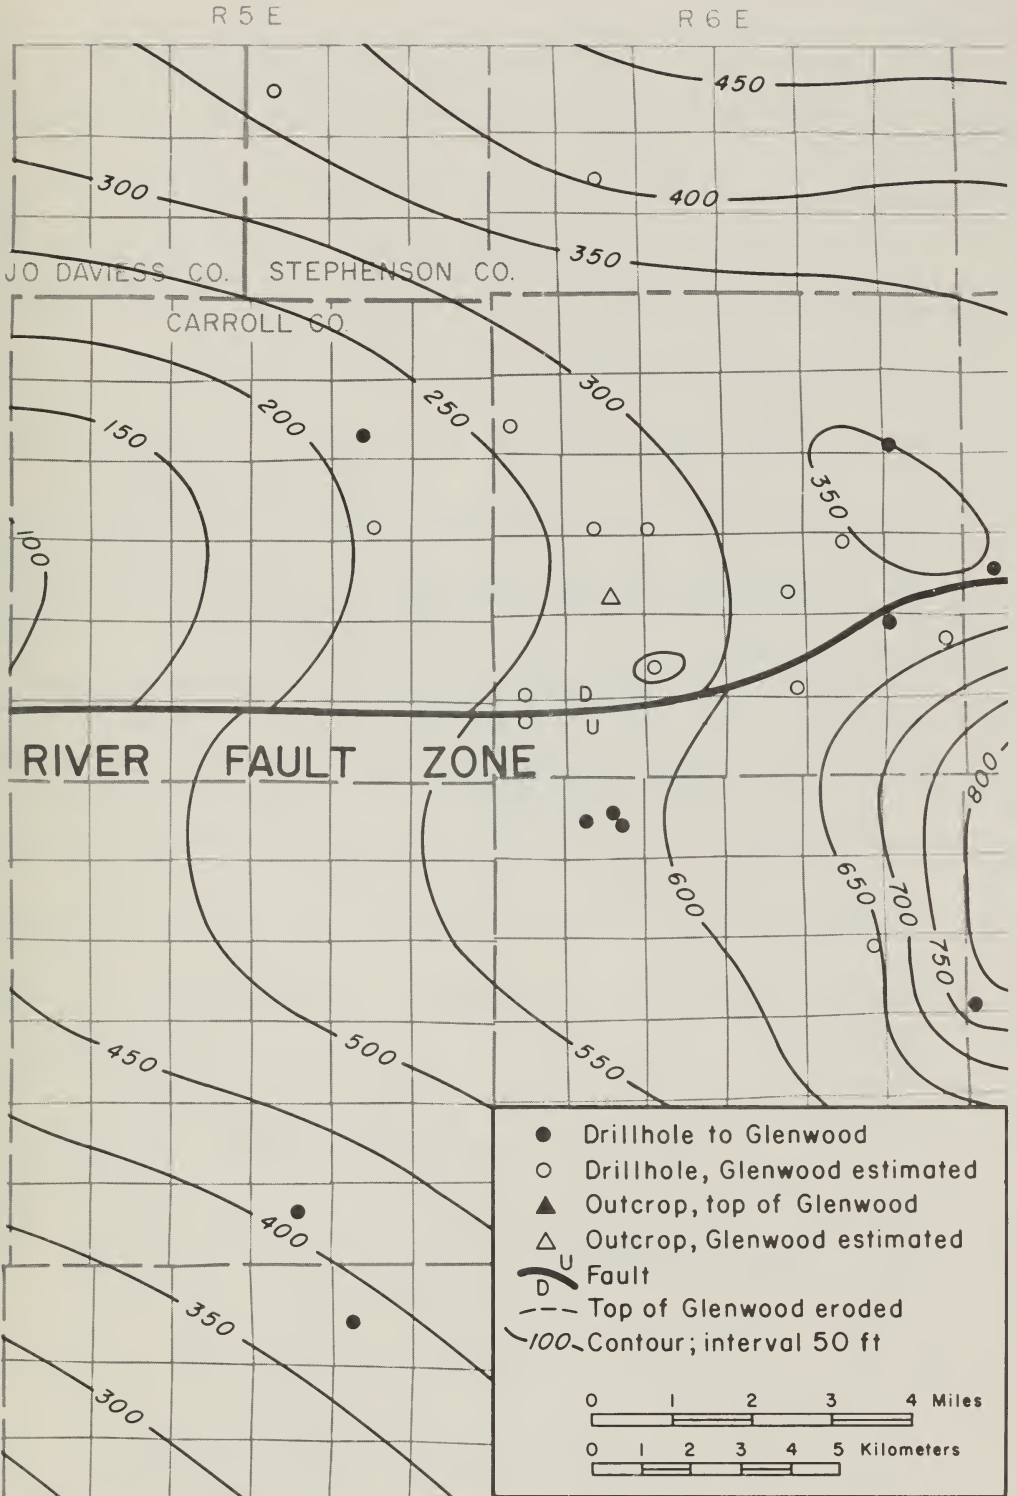 R 5 E
R 6 E
450
300
400
350
JO DAVIESS CO.
STEPHENSON CO.
CARROLL CO.
300
250
200
150
350
100
D
U
RIVER FAULT ZONE
800
650
700
600
750
500
450
550
400
350
300
Drillhole to Glenwood
Drillhole, Glenwood estimated
Outcrop, top of Glenwood
Outcrop, Glenwood estimated
U
D
Fault
Top of Glenwood eroded
100 Contour; interval 50 ft
0 1 2 3 4 Miles
0 1 2 3 4 5 Kilometers